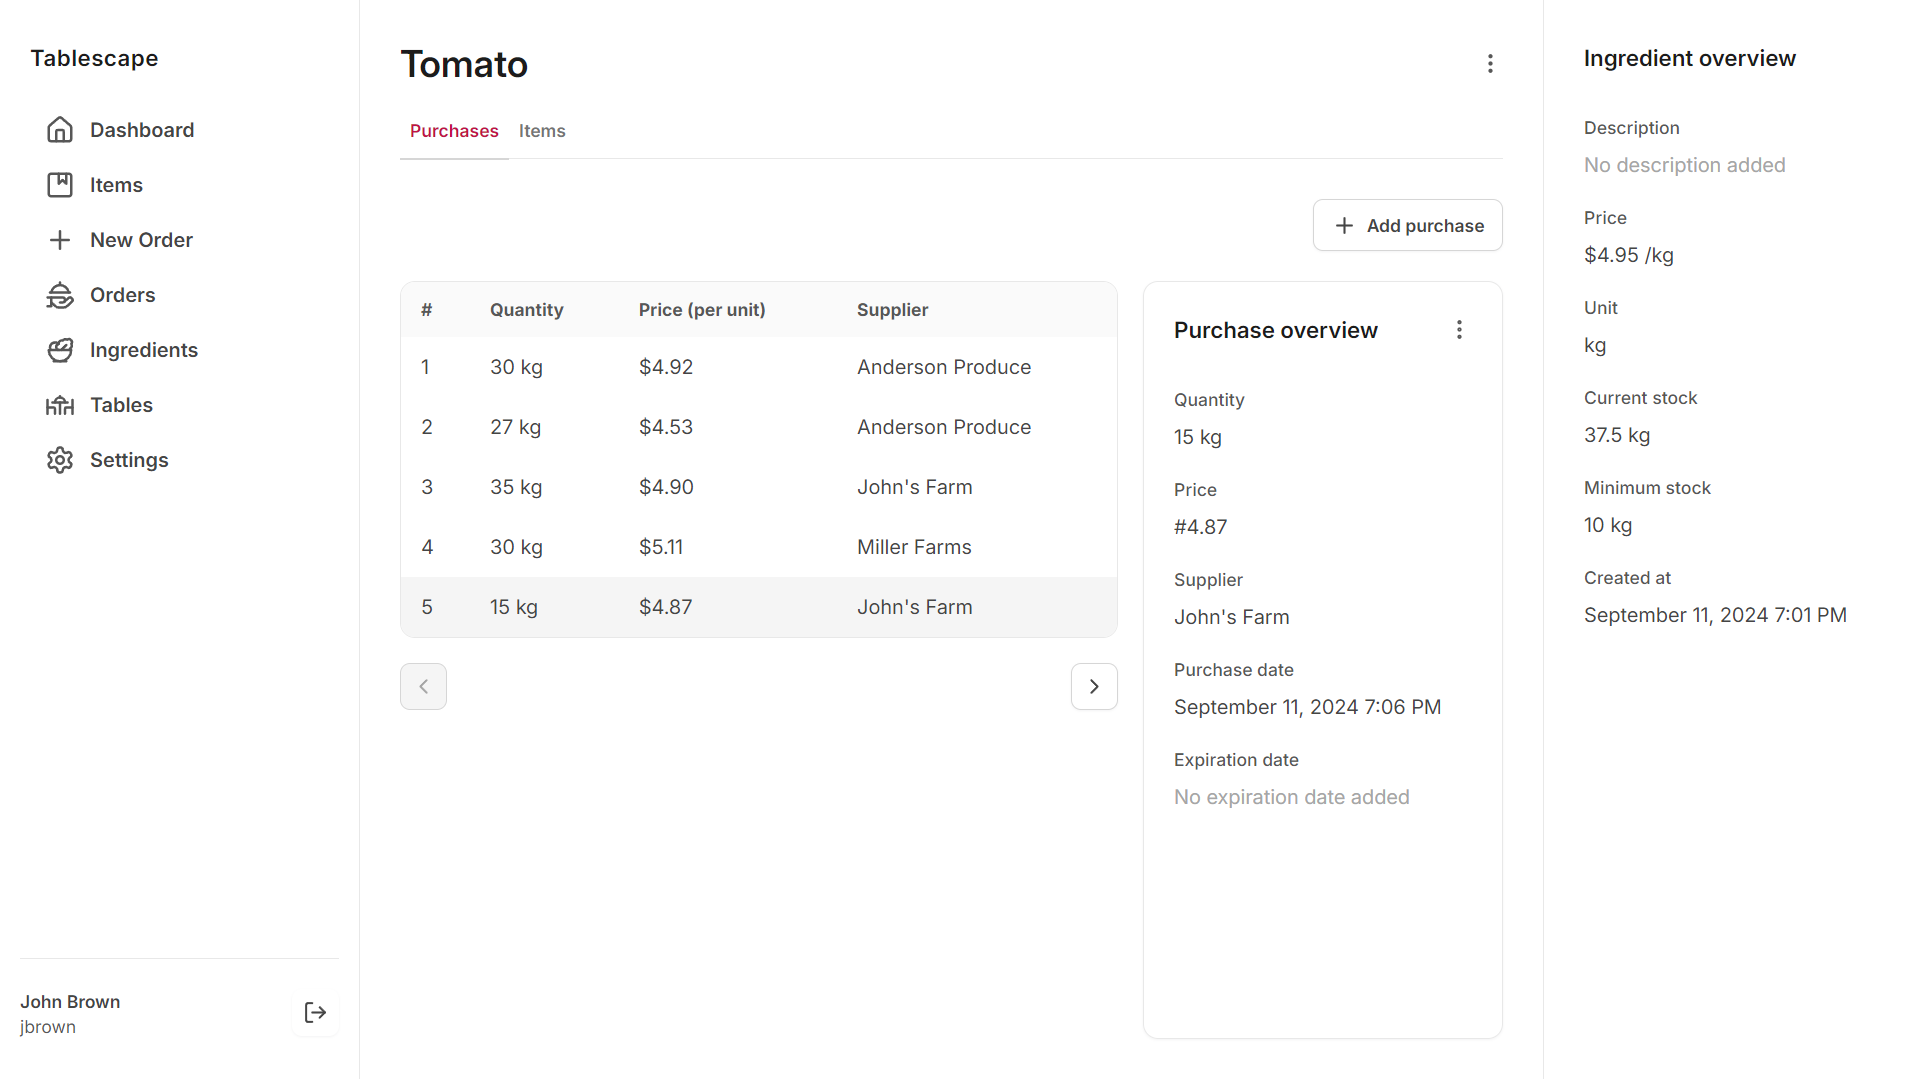 Tablescape
Dashboard
Items
New Order
Orders
Ingredients
Tables
Settings
John Brown
jbrown
Tomato
Purchases Items
Add purchase
# Quantity Price (per unit) Supplier
1 30 kg $4.92 Anderson Produce
2 27 kg $4.53 Anderson Produce
3 35 kg $4.90 John's Farm
4 30 kg $5.11 Miller Farms
5 15 kg $4.87 John's Farm
Purchase overview
Quantity
15 kg
Price
#4.87
Supplier
John's Farm
Purchase date
September 11, 2024 7:06 PM
Expiration date
No expiration date added
Ingredient overview
Description
No description added
Price
$4.95 /kg
Unit
kg
Current stock
37.5 kg
Minimum stock
10 kg
Created at
September 11, 2024 7:01 PM